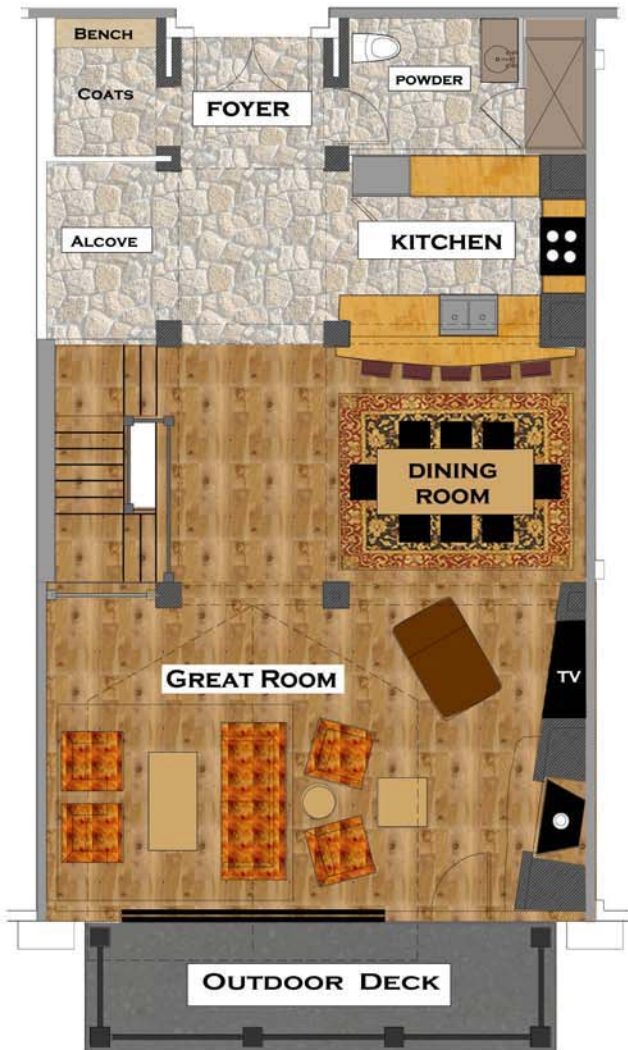 BENCH
COATS
FOYER
POWDER
ALCOVE
KITCHEN
DINING
ROOM
GREAT ROOM
TV
OUTDOOR DECK